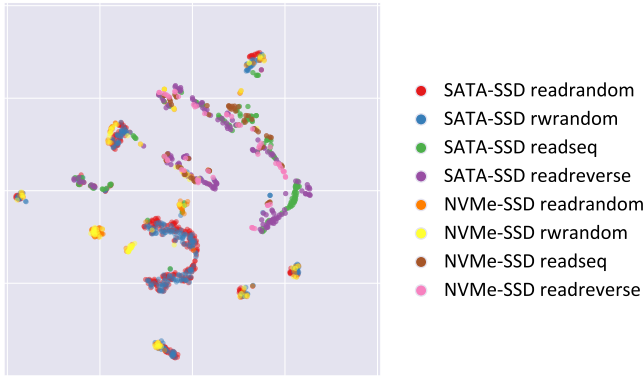 SATA-SSD readrandom
SATA-SSD rwrandom
SATA-SSD readseq
SATA-SSD readreverse
NVMe-SSD readrandom
NVMe-SSD rwrandom
NVMe-SSD readseq
NVMe-SSD readreverse